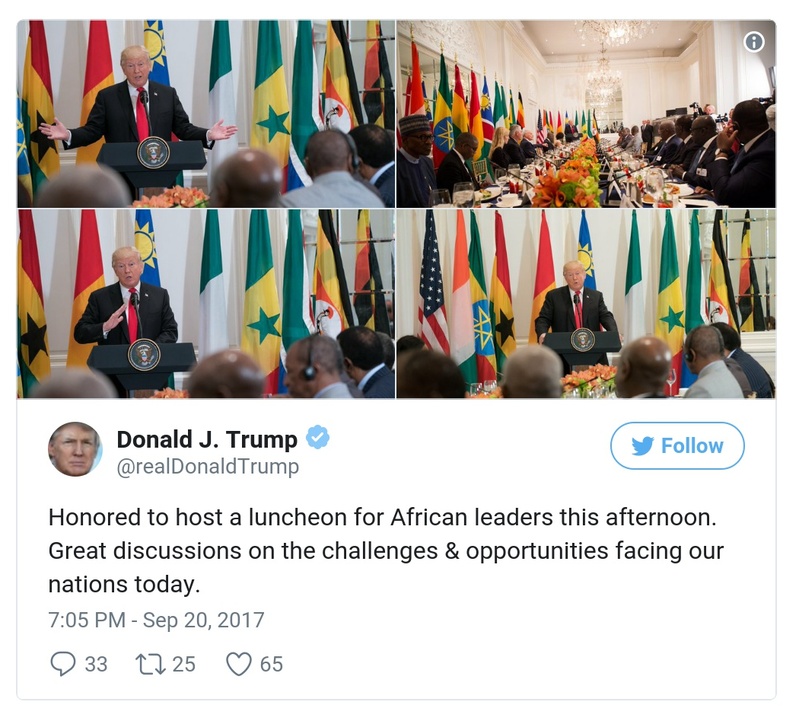 Donald J. Trump
@realDonaldTrump
Follow
Honored to host a luncheon for African leaders this afternoon.
Great discussions on the challenges & opportunities facing our
nations today.
7:05 PM - Sep 20, 2017
33 25 65